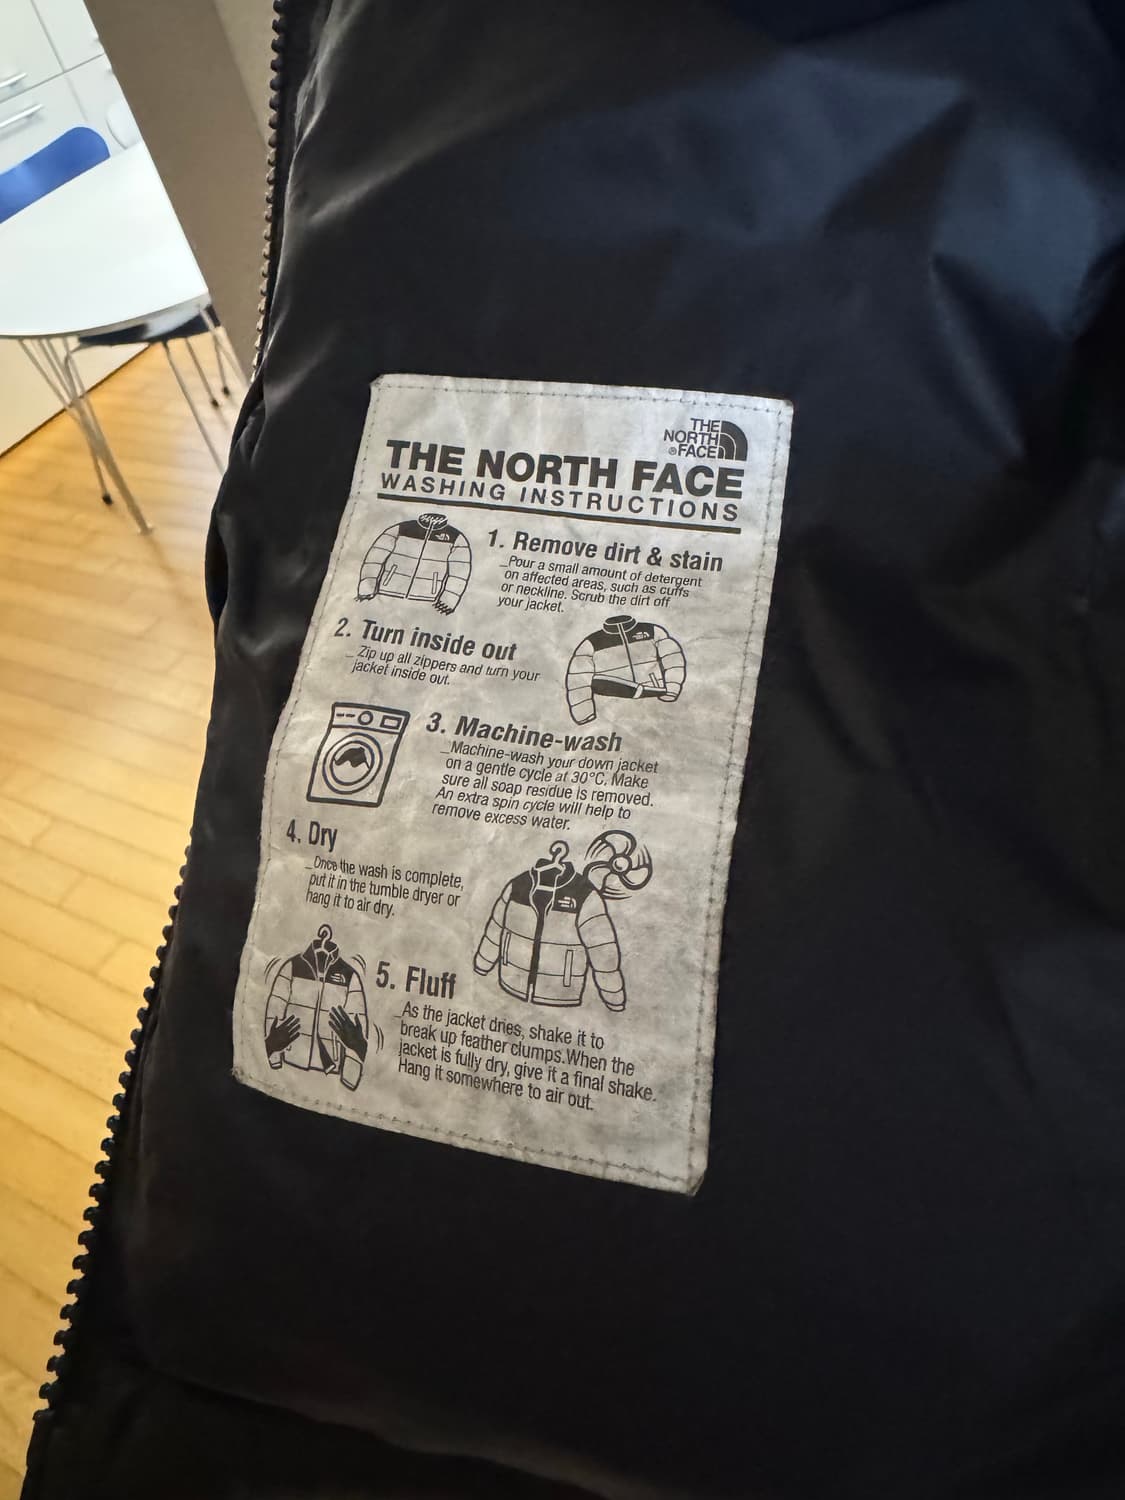 THE
NORTH
®FACE
THE NORTH FACE
WASHING INSTRUCTIONS
1. Remove dirt & stain
_Pour a small amount of detergent
on affected areas, such as cuffs
or neckline. Scrub the dirt off
your jacket.
2. Turn inside out
_Zip up all zippers and turn your
jacket inside out.
3. Machine-wash
_Machine-wash your down jacket
on a gentle cycle at 30°C. Make
sure all soap residue is removed.
An extra spin cycle will help to
remove excess water.
4. Dry
_Once the wash is complete,
put it in the tumble dryer or
hang it to air dry.
5. Fluff
_As the jacket dries, shake it to
break up feather clumps.When the
jacket is fully dry, give it a final shake.
Hang it somewhere to air out.